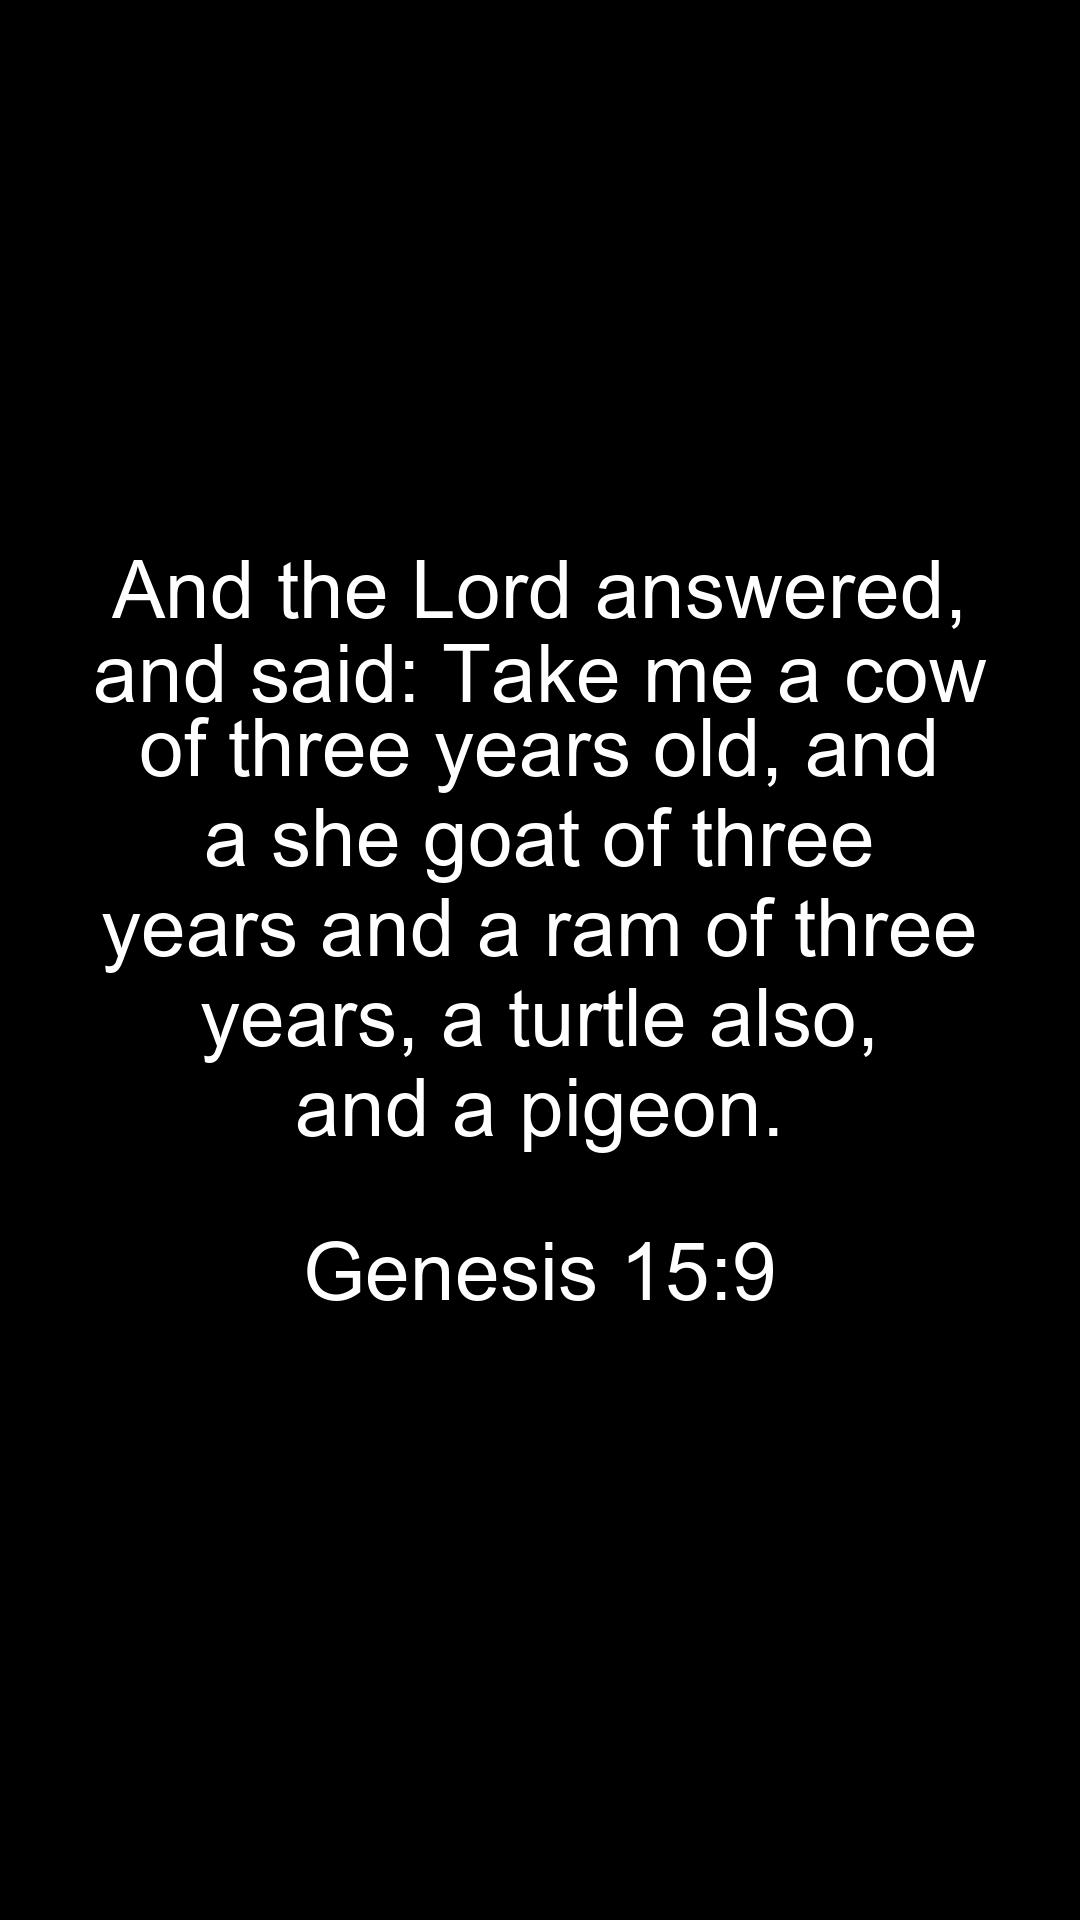 And the Lord answered,
and said: Take me a cow
of three years old, and
a she goat of three
years and a ram of three
years, a turtle also,
and a pigeon.
Genesis 15:9